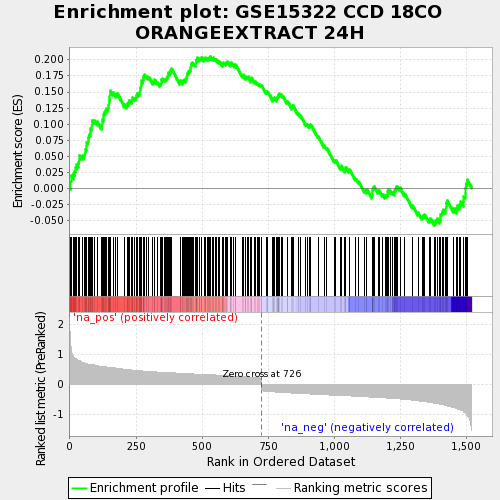 Enrichment plot: GSE15322 CCD 18CO
ORANGEEXTRACT 24H
Enrichment score (ES)
0.200
0.175
0.150
0.125
0.100
0.075
0.050
0.025
0.000
-0.025
-0.050
'na_pos' (positively correlated)
Ranked list metric (PreRanked)
2
1
0
-1
Zero cross at 726
'na_neg' (negatively correlated)
0
250
500
750
1,000
1,250
1,500
Rank in Ordered Dataset
Enrichment profile
Hits
Ranking metric scores